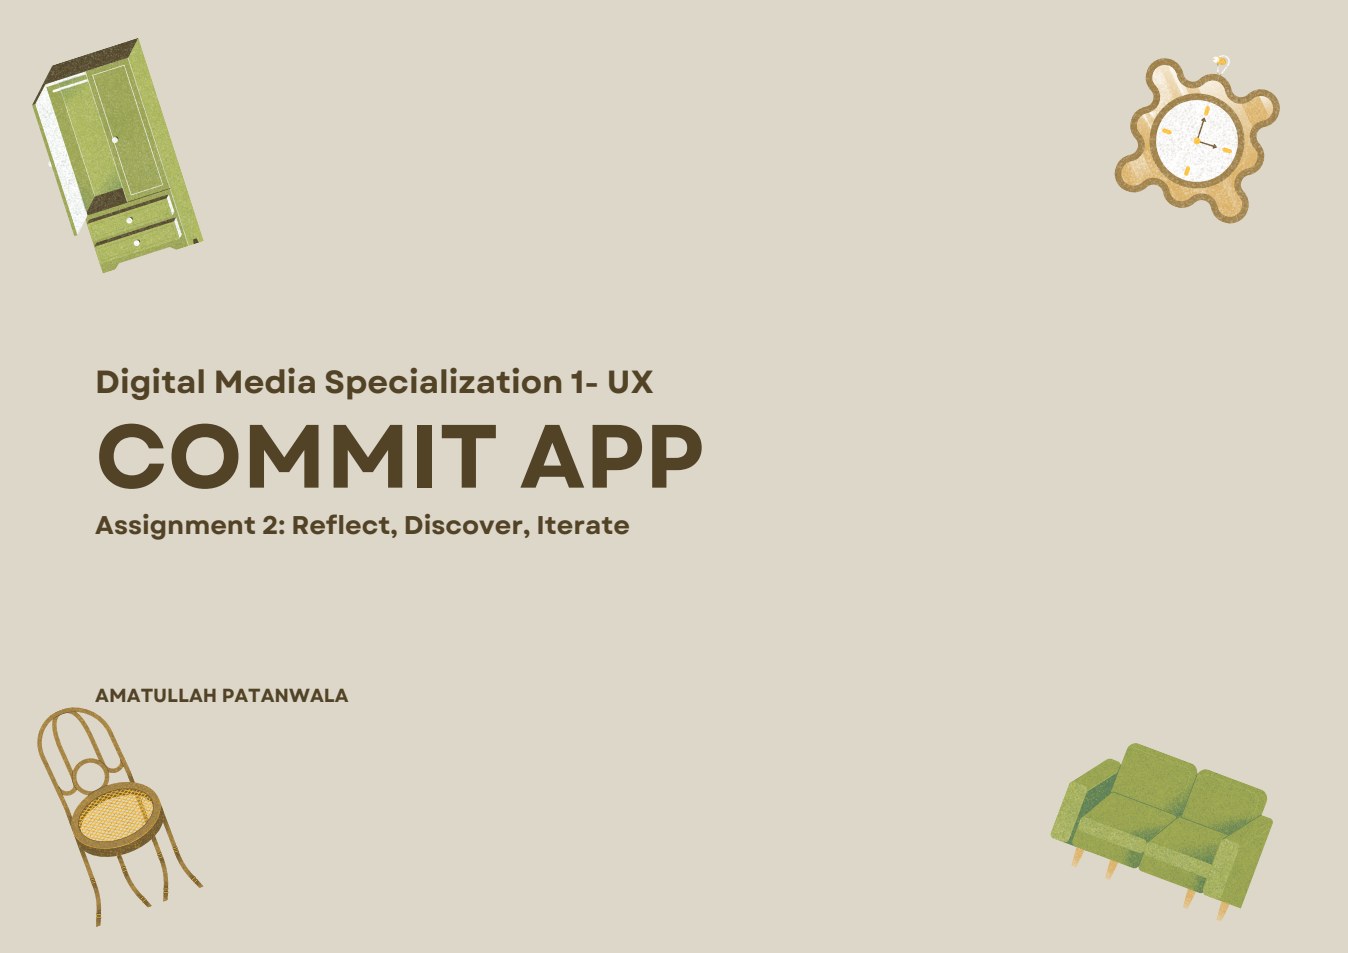 Digital Media Specialization 1- UX
COMMIT APP
Assignment 2: Reflect, Discover, Iterate
AMATULLAH PATANWALA